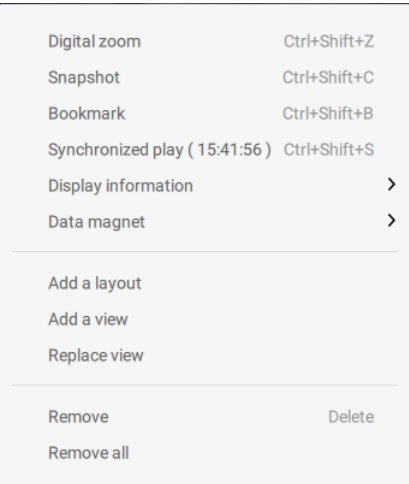 Digital zoom Ctrl+Shift+Z
Snapshot Ctrl+Shift+C
Bookmark Ctrl+Shift+B
Synchronized play ( 15:41:56 ) Ctrl+Shift+S
Display information
Data magnet
Add a layout
Add a view
Replace view
Remove Delete
Remove all